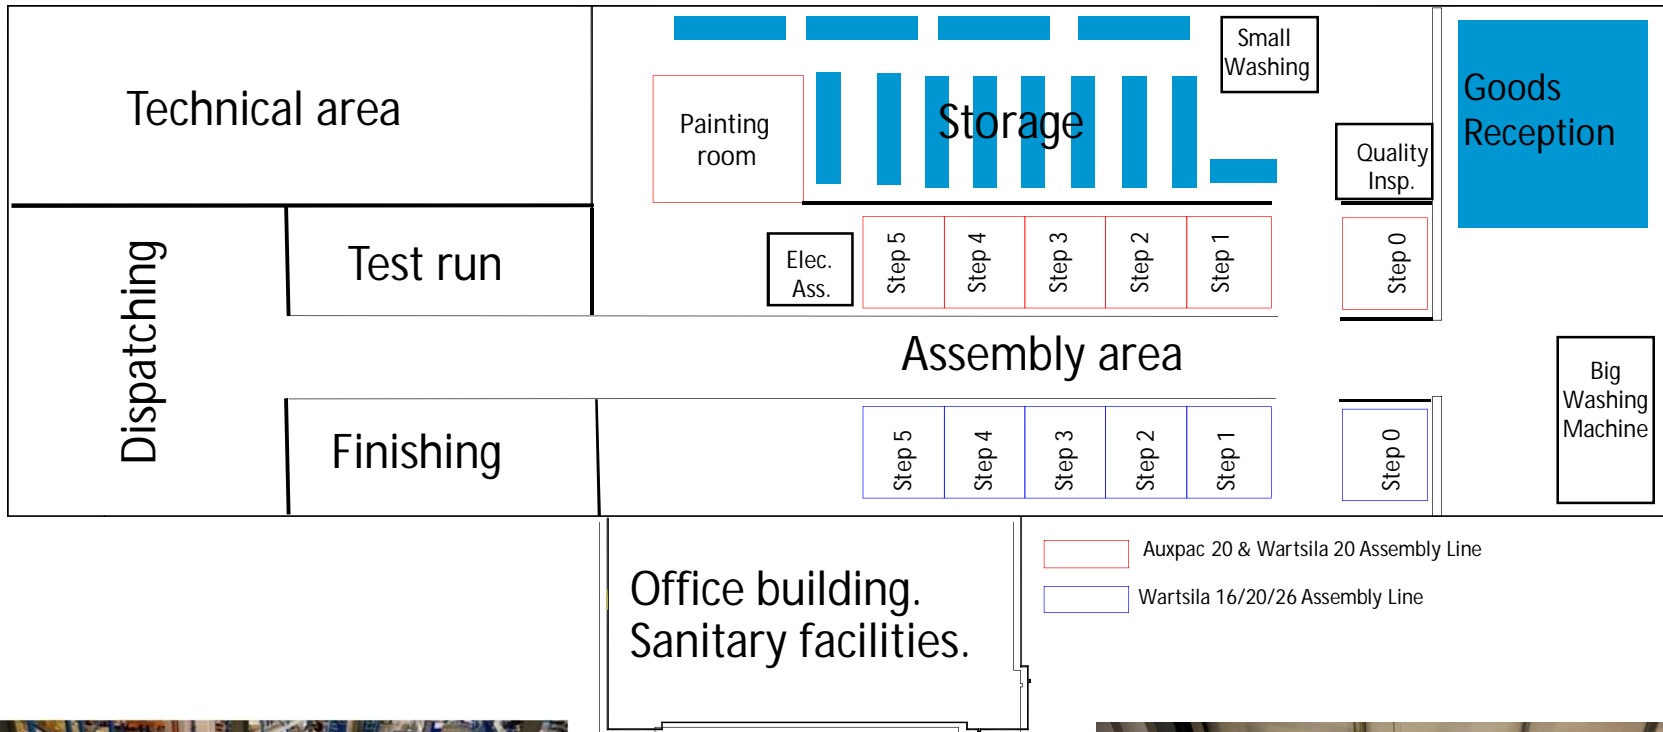 Technical area
Small
Washing
Goods
Reception
Storage
Painting
room
Quality
Insp.
Dispatching
Test run
Elec.
Ass.
Step 5
Step 4
Step 3
Step 2
Step 1
Step 0
Assembly area
Big
Washing
Machine
Finishing
Step 5
Step 4
Step 3
Step 2
Step 1
Step 0
Auxpac 20 & Wartsila 20 Assembly Line
Wartsila 16/20/26 Assembly Line
Office building.
Sanitary facilities.